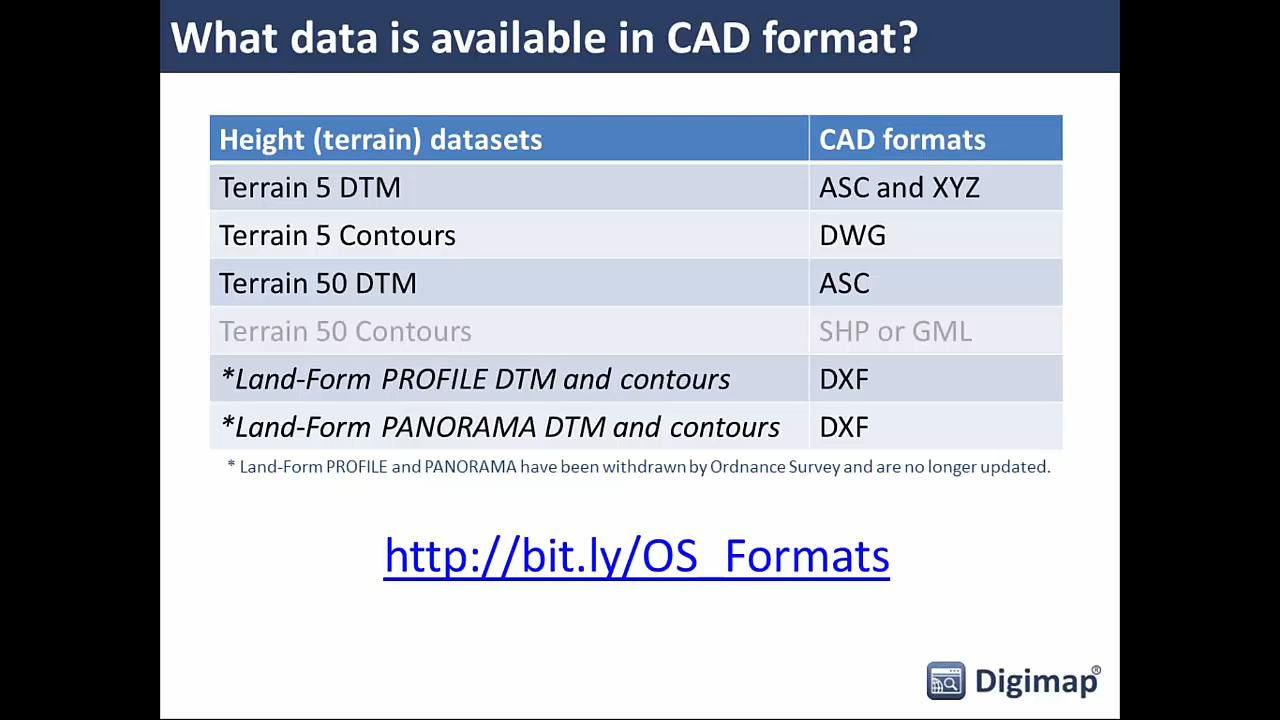 What data is available in CAD format?
Height (terrain) datasets CAD formats
Terrain 5 DTM ASC and XYZ
Terrain 5 Contours DWG
Terrain 50 DTM ASC
Terrain 50 Contours SHP or GML
*Land-Form PROFILE DTM and contours DXF
*Land-Form PANORAMA DTM and contours DXF
* Land-Form PROFILE and PANORAMA have been withdrawn by Ordnance Survey and are no longer updated.
http://bit.ly/OS_Formats
Digimap®